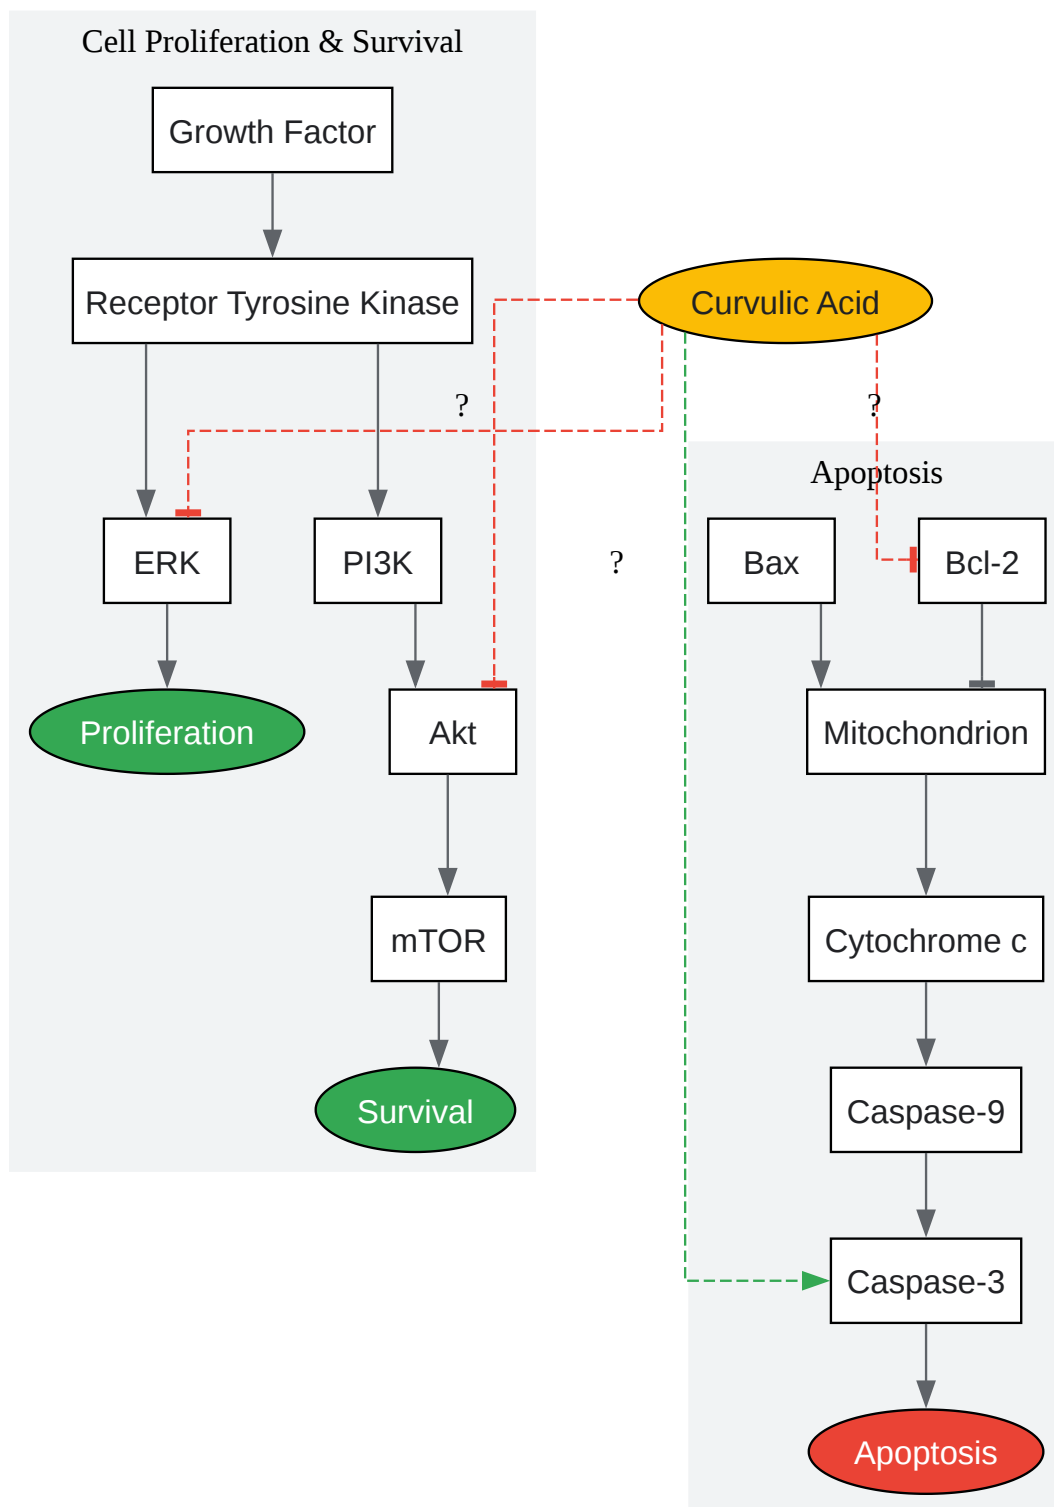 Cell Proliferation & Survival
Growth Factor
Receptor Tyrosine Kinase
Curvulic Acid
?
?
Apoptosis
ERK
PI3K
?
Bax
Bcl-2
Proliferation
Akt
Mitochondrion
mTOR
Cytochrome c
Survival
Caspase-9
Caspase-3
Apoptosis